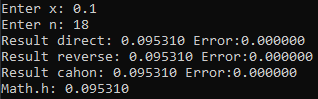 Enter x: 0.1
Enter n: 18
Result direct: 0.095310 Error:0.000000
Result reverse: 0.095310 Error:0.000000
Result cahon: 0.095310 Error:0.000000
Math.h: 0.095310